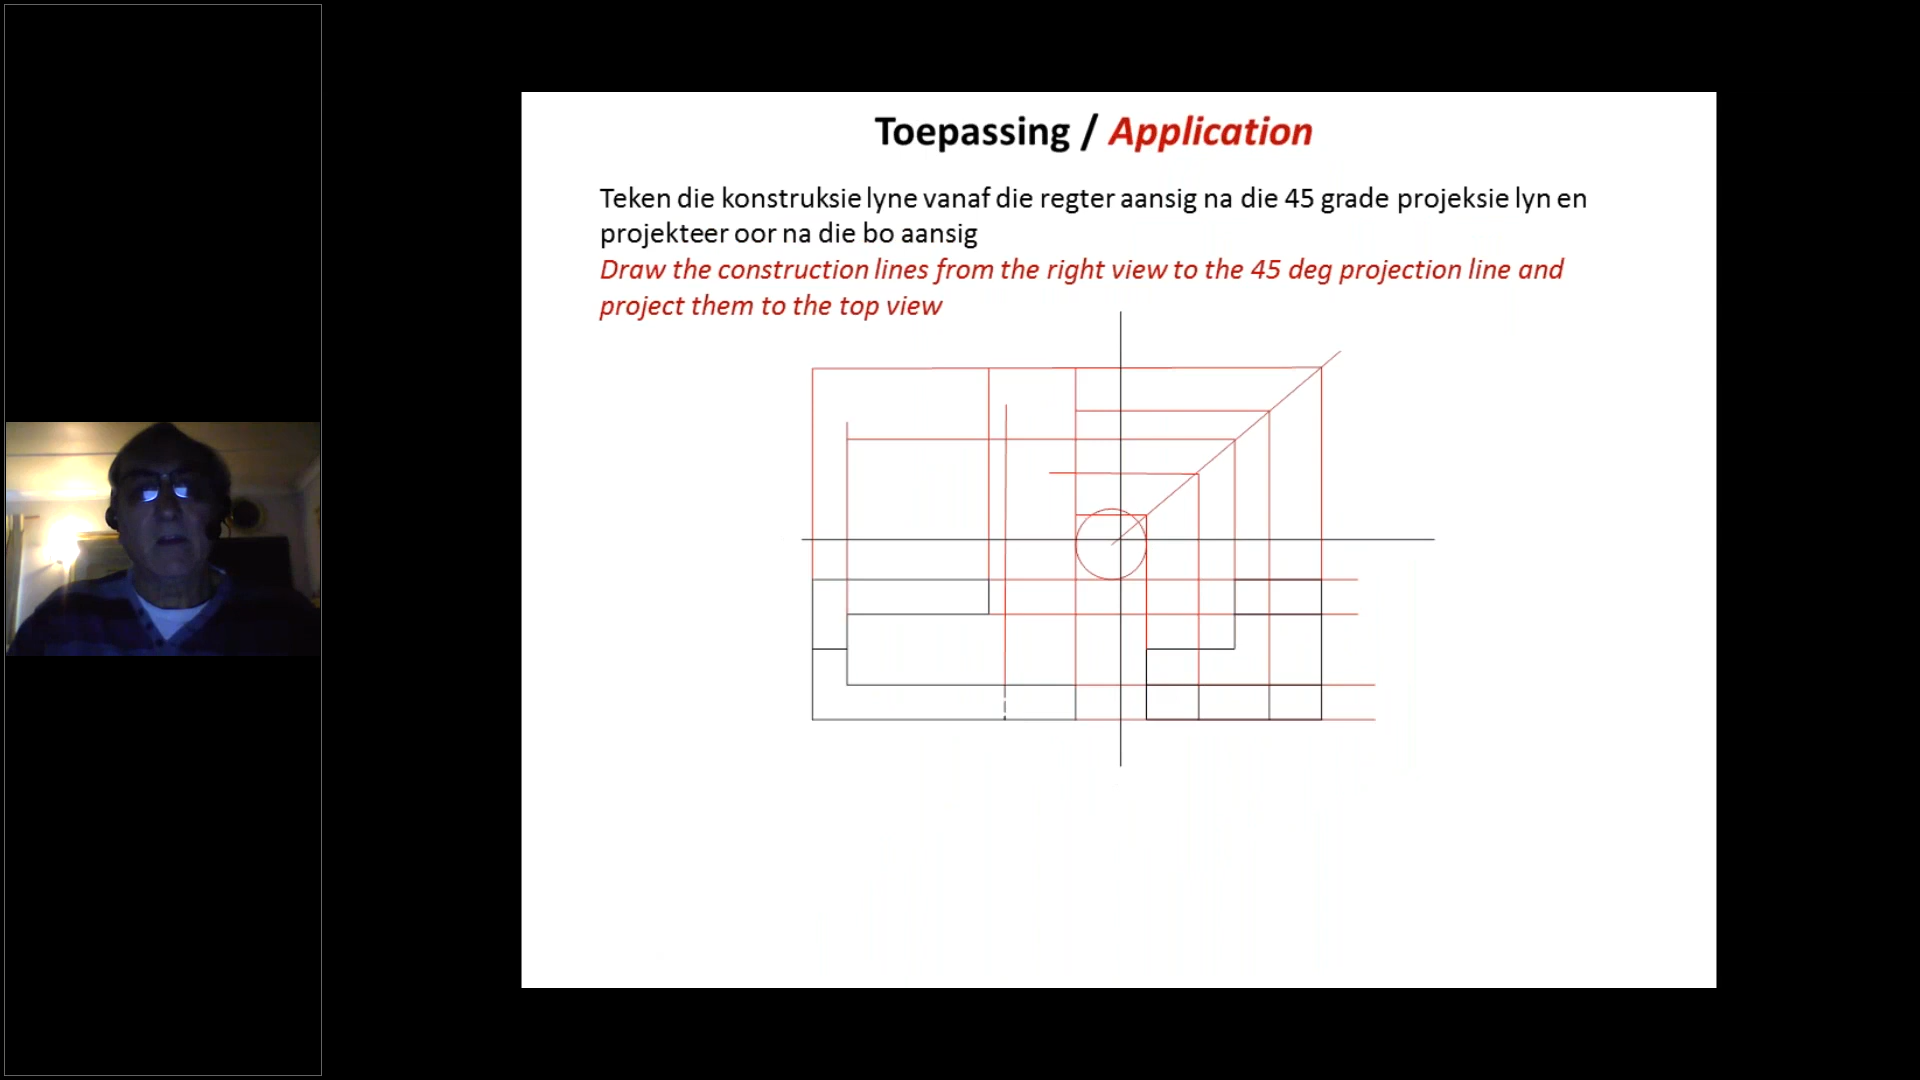 Toepassing / Application
Teken die konstruksie lyne vanaf die regter aansig na die 45 grade projeksie lyn en
projekteer oor na die bo aansig
Draw the construction lines from the right view to the 45 deg projection line and
project them to the top view